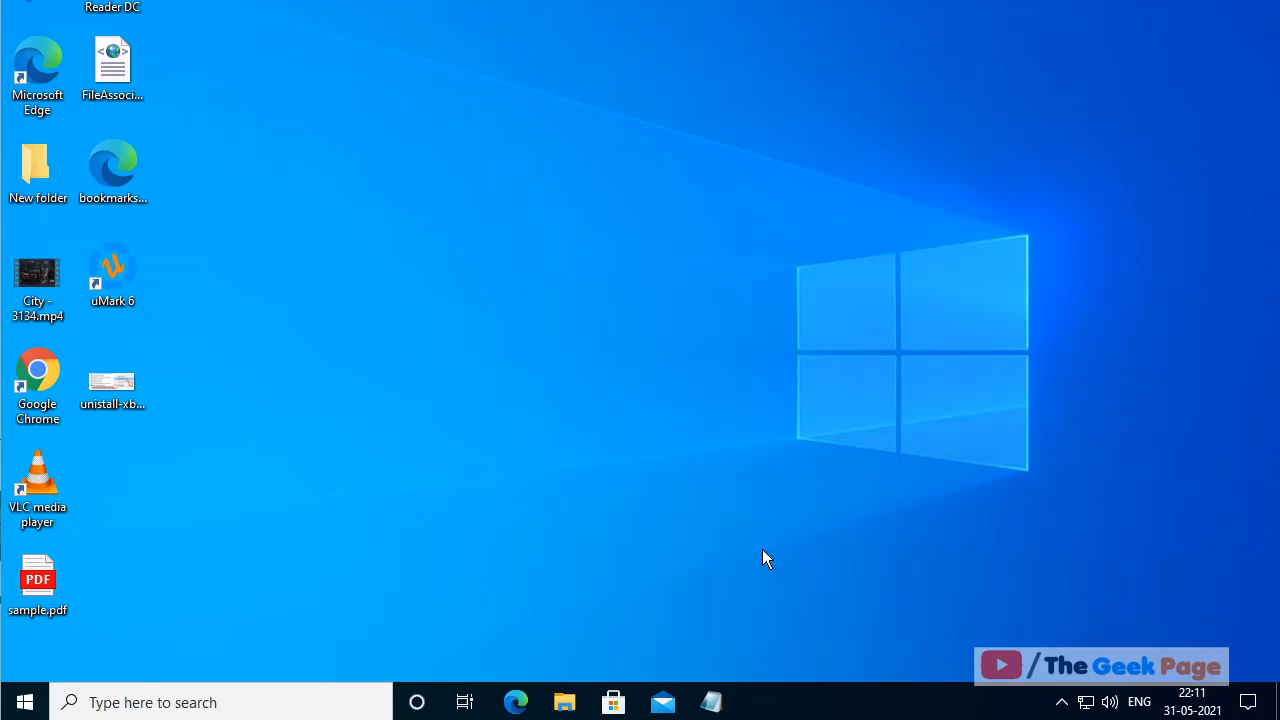 Reader DC
Microsoft
Edge
FileAssoci...
New folder
bookmarks...
City -
3134.mp4
uMark 6
Google
Chrome
unistall-xb...
VLC media
player
PDF
sample.pdf
/The Geek Page
Type here to search
ENG
22:11
31-05-2021